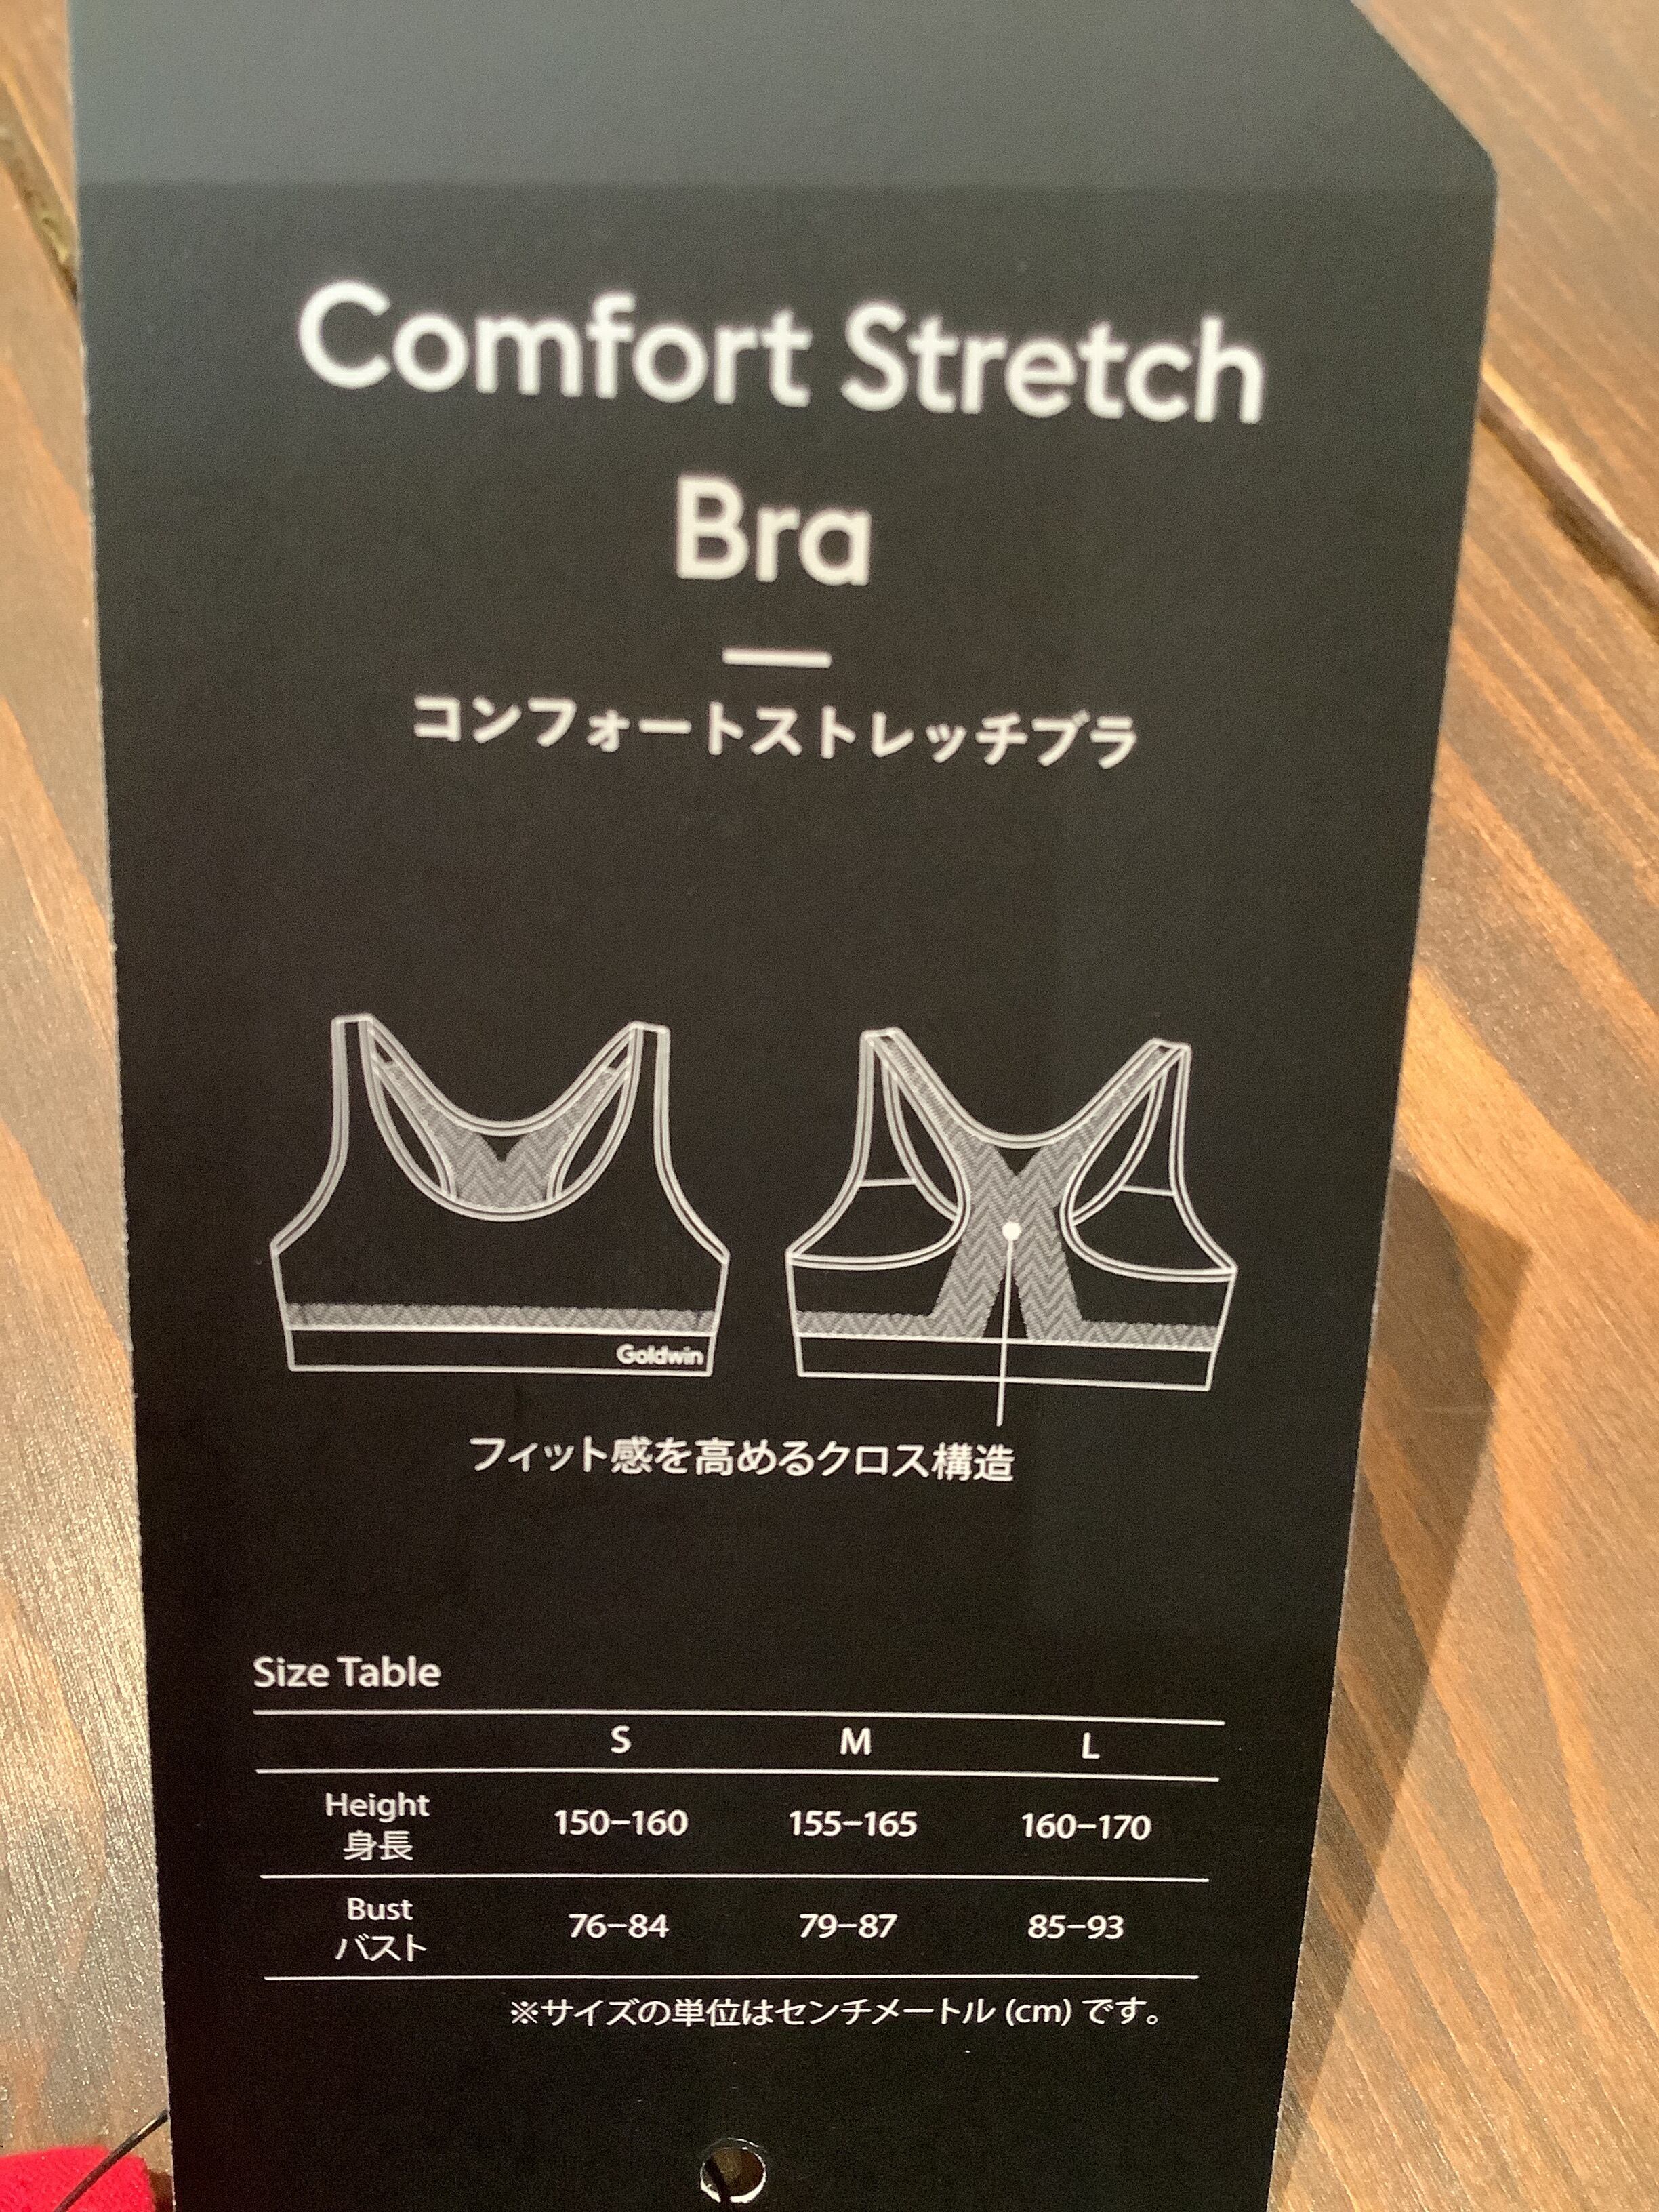 Comfort Stretch
Bra
コンフォートストレッチブラ
Goldwin
フィット感を高めるクロス構造
Size Table
S M L
Height 150–160 155–165 160–170
身長
Bust 76–84 79–87 85–93
バスト
※サイズの単位はセンチメートル (cm) です。